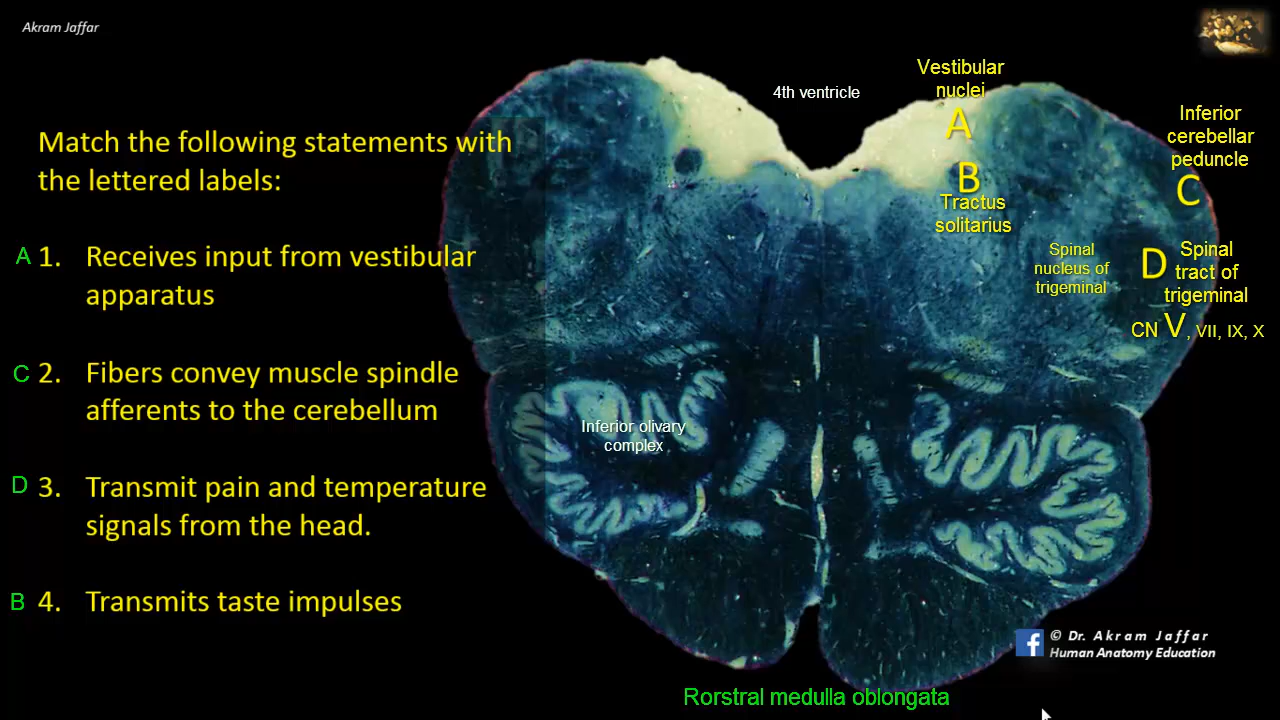 Akram Jaffar
Match the following statements with
the lettered labels:
A 1. Receives input from vestibular
apparatus
C 2. Fibers convey muscle spindle
afferents to the cerebellum
D 3. Transmit pain and temperature
signals from the head.
B 4. Transmits taste impulses
4th ventricle
Vestibular
nuclei
A
B
Tractus
solitarius
Inferior
cerebellar
peduncle
C
Spinal
nucleus of
trigeminal
D
Spinal
tract of
trigeminal
CN V, VII, IX, X
Inferior olivary
complex
f
© Dr. Akram Jaffar
Human Anatomy Education
Rorstral medulla oblongata